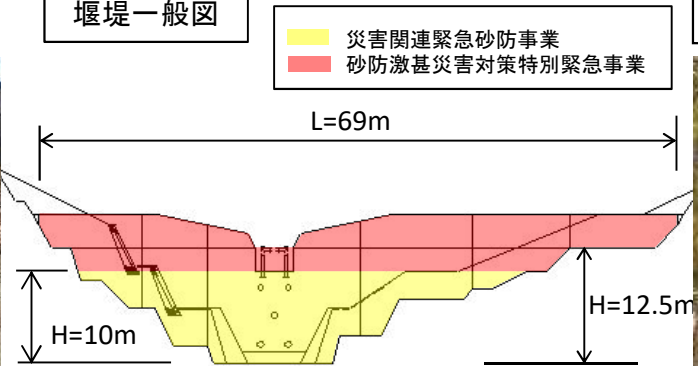 堰堤一般図
災害関連緊急砂防事業
砂防激甚災害対策特別緊急事業
L=69m
H=10m
H=12.5m